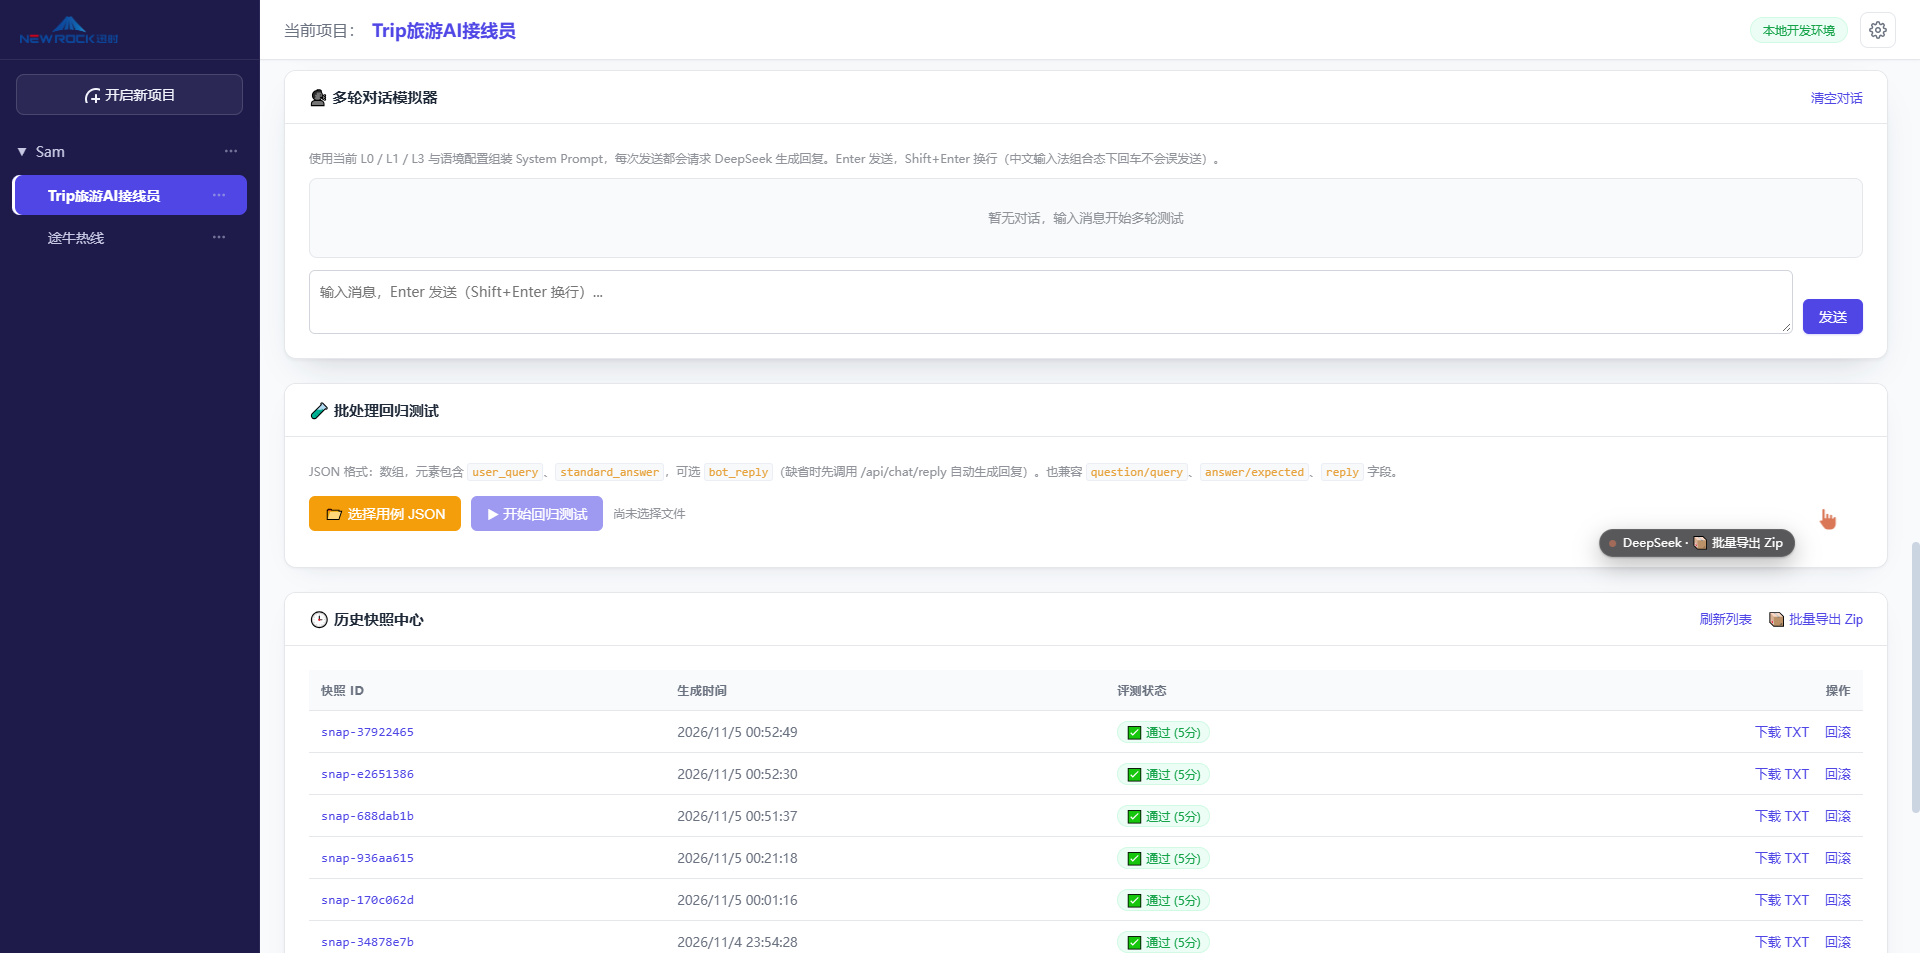 NEWROCK迅时
开启新项目
▼ Sam ···
Trip旅游AI接线员 ···
途牛热线 ···
当前项目： Trip旅游AI接线员
本地开发环境
多轮对话模拟器
清空对话
使用当前 L0 / L1 / L3 与语境配置组装 System Prompt，每次发送都会请求 DeepSeek 生成回复。Enter 发送，Shift+Enter 换行（中文输入法组合态下回车不会误发送）。
暂无对话，输入消息开始多轮测试
输入消息，Enter 发送（Shift+Enter 换行）...
发送
批处理回归测试
JSON 格式：数组，元素包含 user_query、standard_answer，可选 bot_reply（缺省时先调用 /api/chat/reply 自动生成回复）。也兼容 question/query、answer/expected、reply 字段。
选择用例 JSON ▶ 开始回归测试 尚未选择文件
DeepSeek · 批量导出 Zip
历史快照中心
刷新列表 批量导出 Zip
快照 ID 生成时间 评测状态 操作
snap-37922465 2026/11/5 00:52:49 ✅ 通过 (5分) 下载 TXT 回滚
snap-e2651386 2026/11/5 00:52:30 ✅ 通过 (5分) 下载 TXT 回滚
snap-688dab1b 2026/11/5 00:51:37 ✅ 通过 (5分) 下载 TXT 回滚
snap-936aa615 2026/11/5 00:21:18 ✅ 通过 (5分) 下载 TXT 回滚
snap-170c062d 2026/11/5 00:01:16 ✅ 通过 (5分) 下载 TXT 回滚
snap-34878e7b 2026/11/4 23:54:28 ✅ 通过 (5分) 下载 TXT 回滚